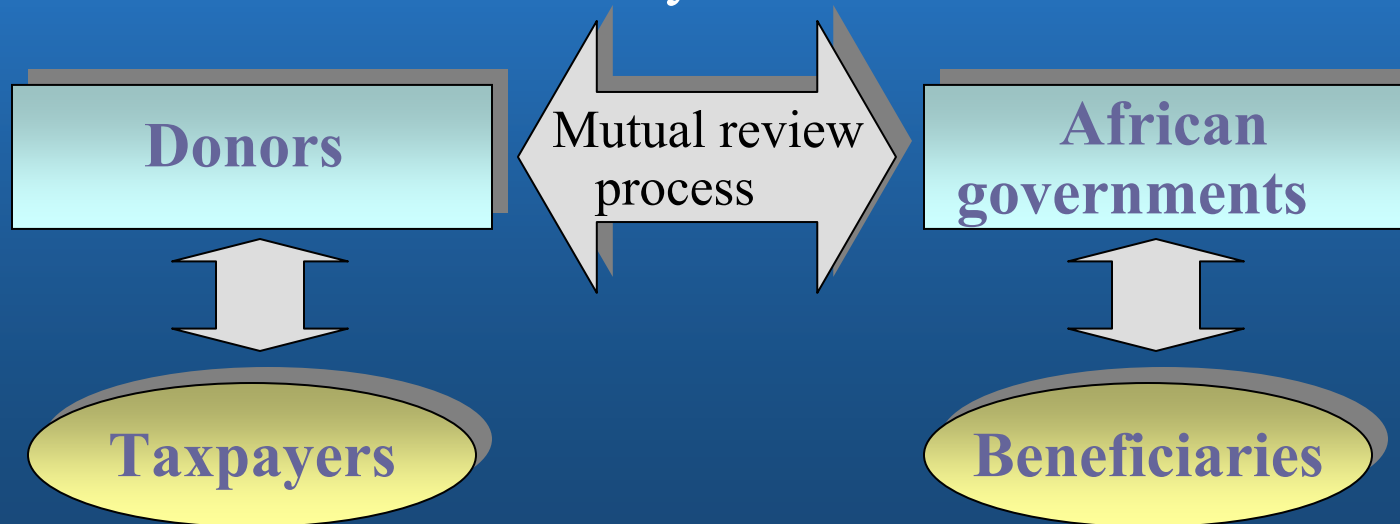 Donors
Mutual review
process
African
governments
Taxpayers
Beneficiaries